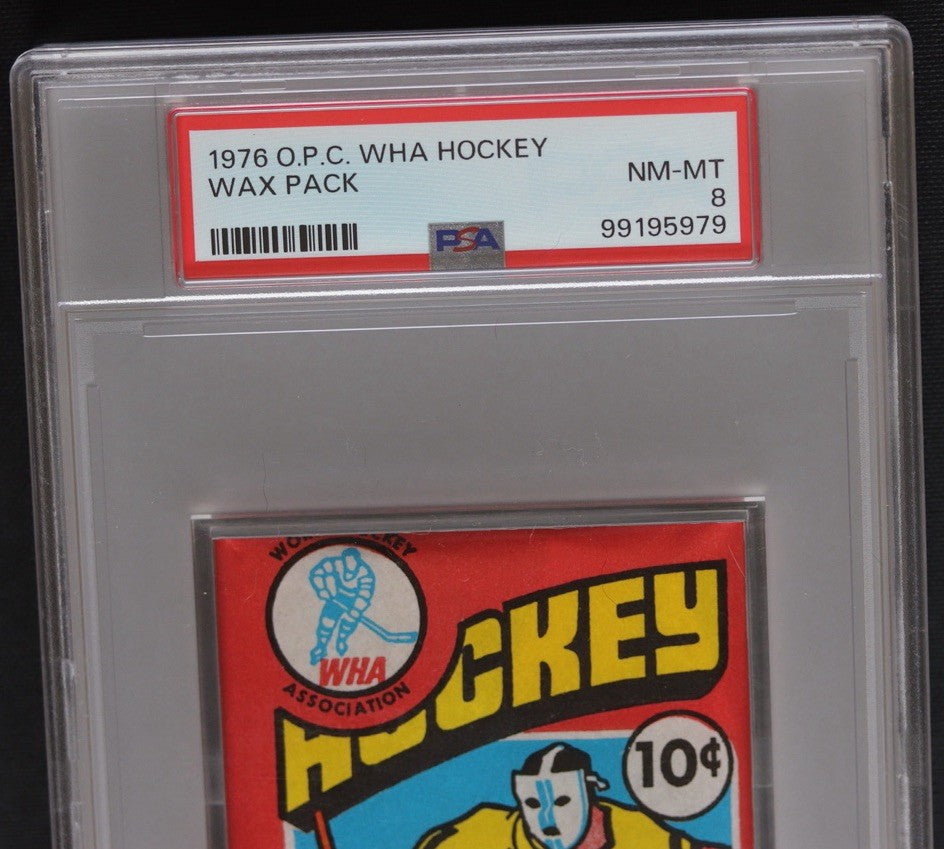 1976 O.P.C. WHA HOCKEY
WAX PACK
NM-MT
8
99195979
PSA
WHA
ASSOCIATION
HOCKEY
10¢